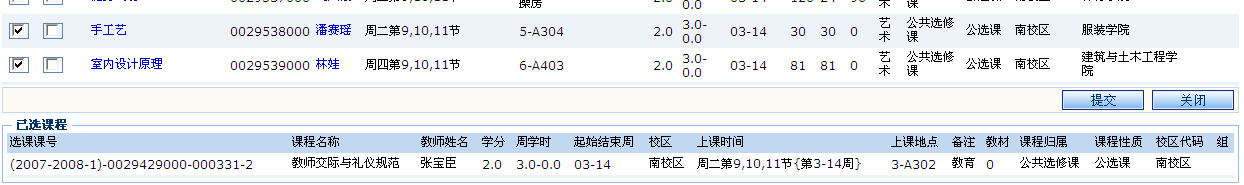 操房 2.0 0.0 术 课
手工艺 0029538000 潘赛瑶 周二第9,10,11节 5-A304 2.0 3.0-0.0 03-14 30 30 0 艺术 公共选修课 公选课 南校区 服装学院
室内设计原理 0029539000 林娃 周四第9,10,11节 6-A403 2.0 3.0-0.0 03-14 81 81 0 艺术 公共选修课 公选课 南校区 建筑与土木工程学院
提交 关闭
已选课程
选课课号 课程名称 教师姓名 学分 周学时 起始结束周 校区 上课时间 上课地点 备注 教材 课程归属 课程性质 校区代码 组
(2007-2008-1)-0029429000-000331-2 教师交际与礼仪规范 张宝臣 2.0 3.0-0.0 03-14 南校区 周二第9,10,11节{第3-14周} 3-A302 教育 0 公共选修课 公选课 南校区